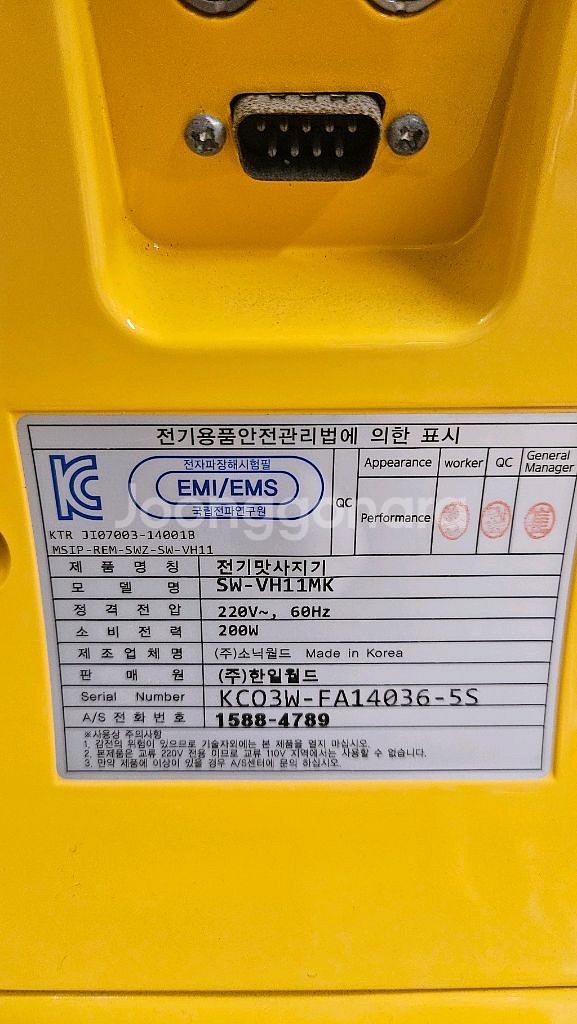 전기용품안전관리법에 의한 표시
전자파장해시험필
EMI/EMS
국립전파연구원
KTR JI07003-14001B
MSIP-REM-SWZ-SW-VH11
QC
Appearance worker QC General Manager
Performance
Joonggonara
제품명칭 전기맛사지기
모델명 SW-VH11MK
정격전압 220V~, 60Hz
소비전력 200W
제조업체명 (주)소닉월드 Made in Korea
판매원 (주)한일월드
Serial Number KC03W-FA14036-5S
A/S 전화번호 1588-4789
※사용상 주의사항
1. 감전의 위험이 있으므로 기술자외에는 본 제품을 열지 마십시오.
2. 본제품은 교류 220V 전용 이므로 교류 110V 지역에서는 사용할 수 없습니다.
3. 만약 제품에 이상이 있을 경우 A/S센터에 문의 하십시오.